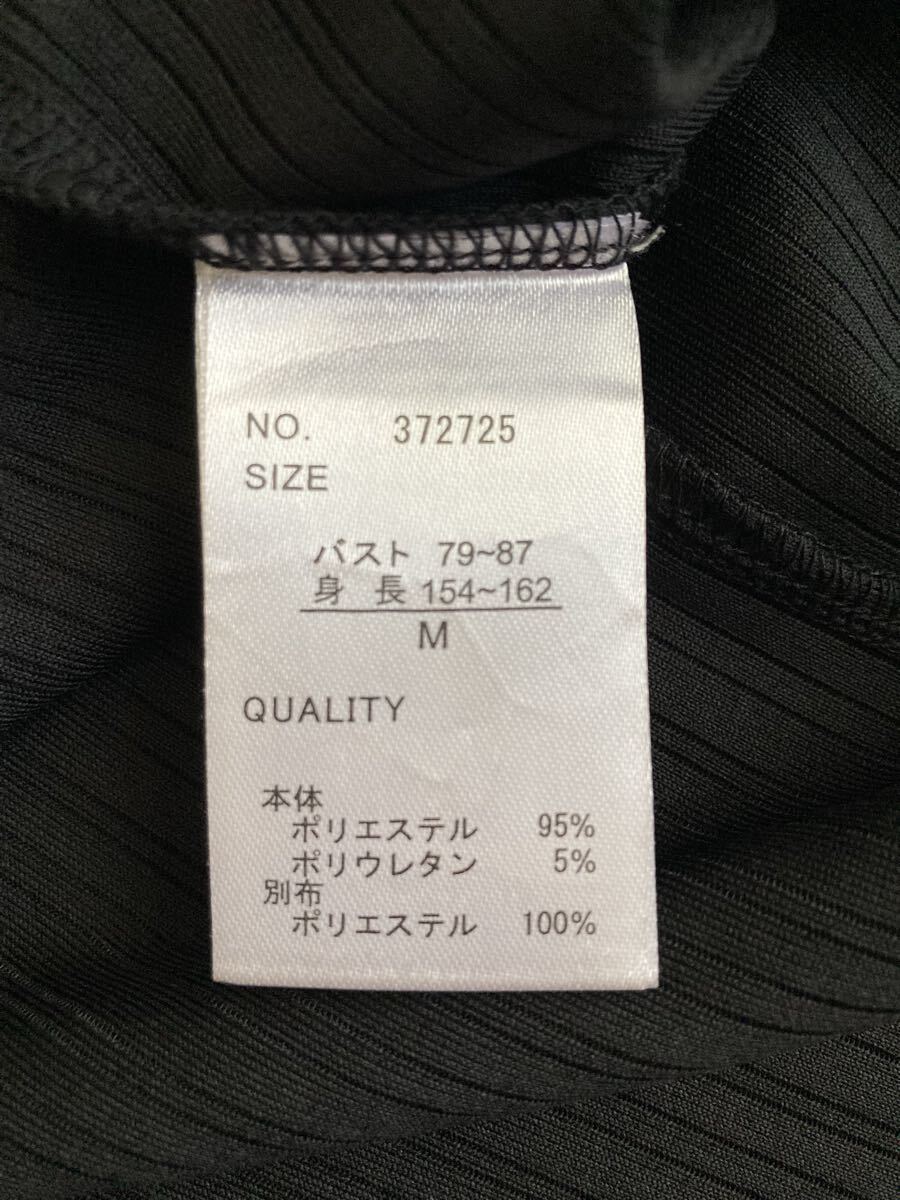 NO. 372725
SIZE
バスト 79~87
身 長 154~162
M
QUALITY
本体
ポリエステル 95%
ポリウレタン 5%
別布
ポリエステル 100%